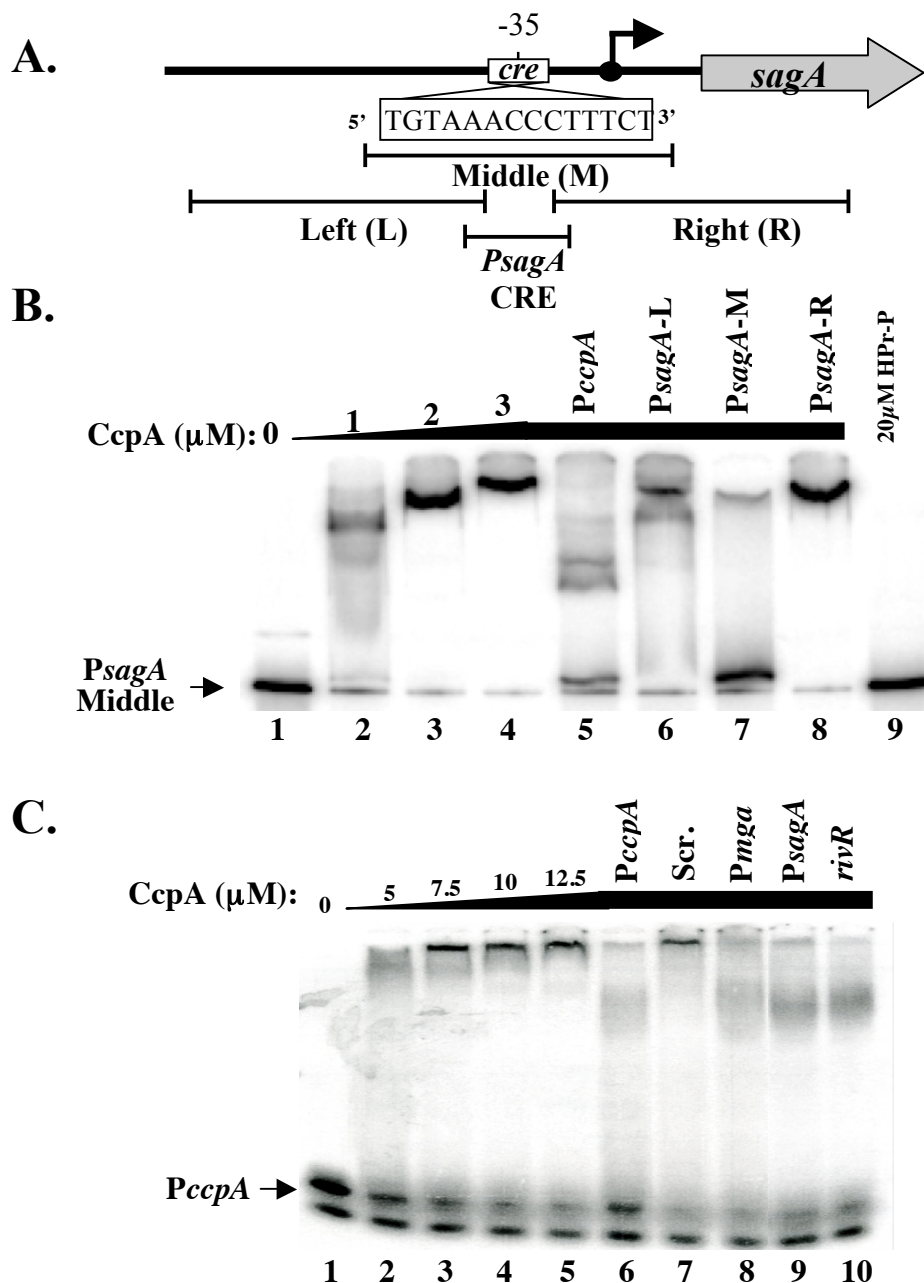 A.
-35
cre
sagA
5’ TGTAAACCCTTTCT 3’
Middle (M)
Left (L)
Right (R)
PsagA
CRE
B.
PccpA
PsagA-L
PsagA-M
PsagA-R
20µM HPr-P
CcpA (µM): 0 1 2 3
PsagA
Middle
1 2 3 4 5 6 7 8 9
C.
PccpA
Scr.
Pmga
PsagA
rivR
CcpA (µM): 0 5 7.5 10 12.5
PccpA
1 2 3 4 5 6 7 8 9 10